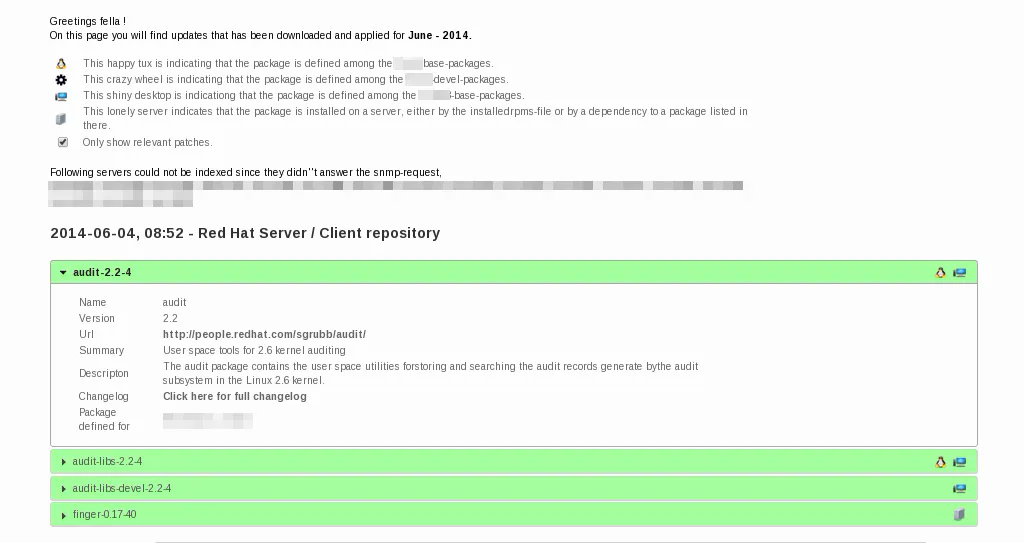 Greetings fella !
On this page you will find updates that has been downloaded and applied for June - 2014.
This happy tux is indicating that the package is defined among the base-packages.
This crazy wheel is indicating that the package is defined among the devel-packages.
This shiny desktop is indicationg that the package is defined among the -base-packages.
This lonely server indicates that the package is installed on a server, either by the installedrpms-file or by a dependency to a package listed in
there.
Only show relevant patches.
Following servers could not be indexed since they didn''t answer the snmp-request,
2014-06-04, 08:52 - Red Hat Server / Client repository
audit-2.2-4
Name audit
Version 2.2
Url http://people.redhat.com/sgrubb/audit/
Summary User space tools for 2.6 kernel auditing
Descripton The audit package contains the user space utilities forstoring and searching the audit records generate bythe audit
subsystem in the Linux 2.6 kernel.
Changelog Click here for full changelog
Package
defined for
audit-libs-2.2-4
audit-libs-devel-2.2-4
finger-0.17-40